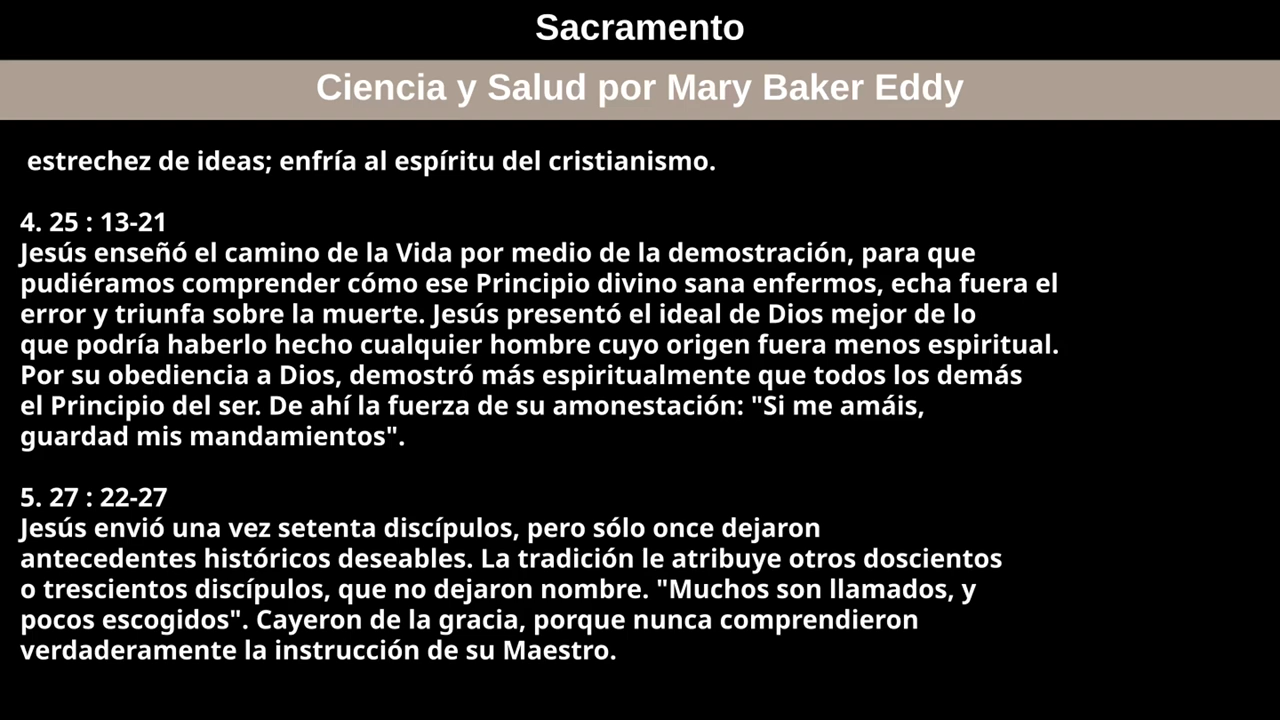 Sacramento
Ciencia y Salud por Mary Baker Eddy
estrechez de ideas; enfría al espíritu del cristianismo.
4. 25 : 13-21
Jesús enseñó el camino de la Vida por medio de la demostración, para que
pudiéramos comprender cómo ese Principio divino sana enfermos, echa fuera el
error y triunfa sobre la muerte. Jesús presentó el ideal de Dios mejor de lo
que podría haberlo hecho cualquier hombre cuyo origen fuera menos espiritual.
Por su obediencia a Dios, demostró más espiritualmente que todos los demás
el Principio del ser. De ahí la fuerza de su amonestación: "Si me amáis,
guardad mis mandamientos".
5. 27 : 22-27
Jesús envió una vez setenta discípulos, pero sólo once dejaron
antecedentes históricos deseables. La tradición le atribuye otros doscientos
o trescientos discípulos, que no dejaron nombre. "Muchos son llamados, y
pocos escogidos". Cayeron de la gracia, porque nunca comprendieron
verdaderamente la instrucción de su Maestro.